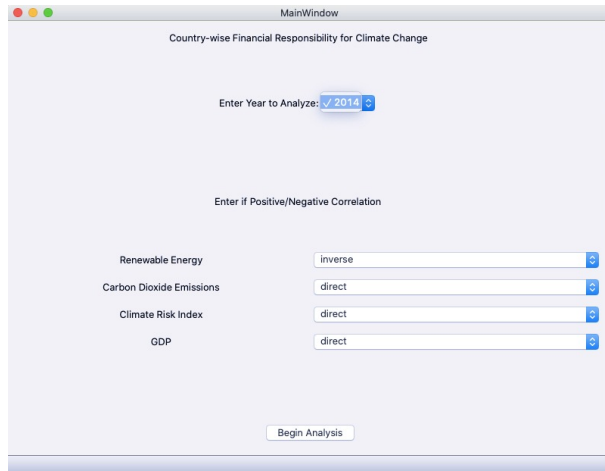 MainWindow
Country-wise Financial Responsibility for Climate Change
Enter Year to Analyze: ✓ 2014
Enter if Positive/Negative Correlation
Renewable Energy inverse
Carbon Dioxide Emissions direct
Climate Risk Index direct
GDP direct
Begin Analysis